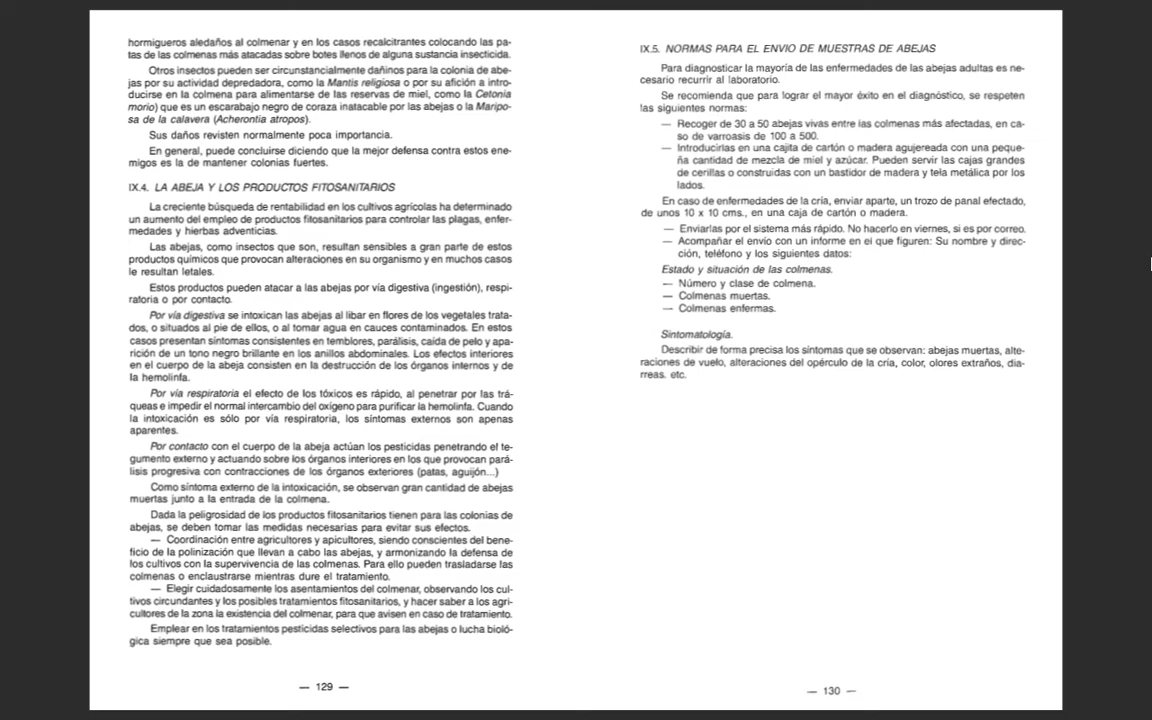 hormigueros aledaños al colmenar y en los casos recalcitrantes colocando las pa-
tas de las colmenas más atacadas sobre botes llenos de alguna sustancia insecticida.
Otros insectos pueden ser circunstancialmente dañinos para la colonia de abe-
jas por su actividad depredadora, como la Mantis religiosa o por su afición a intro-
ducirse en la colmena para alimentarse de las reservas de miel, como la Cetonia
morio) que es un escarabajo negro de coraza inatacable por las abejas o la Maripo-
sa de la calavera (Acherontia atropos).
Sus daños revisten normalmente poca importancia.
En general, puede concluirse diciendo que la mejor defensa contra estos ene-
migos es la de mantener colonias fuertes.
IX.4. LA ABEJA Y LOS PRODUCTOS FITOSANITARIOS
La creciente búsqueda de rentabilidad en los cultivos agrícolas ha determinado
un aumento del empleo de productos fitosanitarios para controlar las plagas, enfer-
medades y hierbas adventicias.
Las abejas, como insectos que son, resultan sensibles a gran parte de estos
productos químicos que provocan alteraciones en su organismo y en muchos casos
le resultan letales.
Estos productos pueden atacar a las abejas por vía digestiva (ingestión), respi-
ratoria o por contacto.
Por vía digestiva se intoxican las abejas al libar en flores de los vegetales trata-
dos, o situados al pie de ellos, o al tomar agua en cauces contaminados. En estos
casos presentan síntomas consistentes en temblores, parálisis, caída de pelo y apa-
rición de un tono negro brillante en los anillos abdominales. Los efectos interiores
en el cuerpo de la abeja consisten en la destrucción de los órganos internos y de
la hemolinfa.
Por vía respiratoria el efecto de los tóxicos es rápido, al penetrar por las trá-
queas e impedir el normal intercambio del oxígeno para purificar la hemolinfa. Cuando
la intoxicación es sólo por vía respiratoria, los síntomas externos son apenas
aparentes.
Por contacto con el cuerpo de la abeja actúan los pesticidas penetrando el te-
gumento externo y actuando sobre los órganos interiores en los que provocan pará-
lisis progresiva con contracciones de los órganos exteriores (patas, aguijón...)
Como síntoma externo de la intoxicación, se observan gran cantidad de abejas
muertas junto a la entrada de la colmena.
Dada la peligrosidad de los productos fitosanitarios tienen para las colonias de
abejas, se deben tomar las medidas necesarias para evitar sus efectos.
— Coordinación entre agricultores y apicultores, siendo conscientes del bene-
ficio de la polinización que llevan a cabo las abejas, y armonizando la defensa de
los cultivos con la supervivencia de las colmenas. Para ello pueden trasladarse las
colmenas o enclaustrarse mientras dure el tratamiento.
— Elegir cuidadosamente los asentamientos del colmenar, observando los cul-
tivos circundantes y los posibles tratamientos fitosanitarios, y hacer saber a los agri-
cultores de la zona la existencia del colmenar, para que avisen en caso de tratamiento.
Emplear en los tratamientos pesticidas selectivos para las abejas o lucha bioló-
gica siempre que sea posible.
— 129 —
IX.5. NORMAS PARA EL ENVIO DE MUESTRAS DE ABEJAS
Para diagnosticar la mayoría de las enfermedades de las abejas adultas es ne-
cesario recurrir al laboratorio.
Se recomienda que para lograr el mayor éxito en el diagnóstico, se respeten
las siguientes normas:
— Recoger de 30 a 50 abejas vivas entre las colmenas más afectadas, en ca-
so de varroasis de 100 a 500.
— Introducirlas en una cajita de cartón o madera agujereada con una peque-
ña cantidad de mezcla de miel y azúcar. Pueden servir las cajas grandes
de cerillas o construidas con un bastidor de madera y tela metálica por los
lados.
En caso de enfermedades de la cría, enviar aparte, un trozo de panal efectado,
de unos 10 x 10 cms., en una caja de cartón o madera.
— Enviarlas por el sistema más rápido. No hacerlo en viernes, si es por correo.
— Acompañar el envío con un informe en el que figuren: Su nombre y direc-
ción, teléfono y los siguientes datos:
Estado y situación de las colmenas.
— Número y clase de colmena.
— Colmenas muertas.
— Colmenas enfermas.
Sintomatología.
Describir de forma precisa los síntomas que se observan: abejas muertas, alte-
raciones de vuelo, alteraciones del opérculo de la cría, color, olores extraños, dia-
rreas. etc.
— 130 —